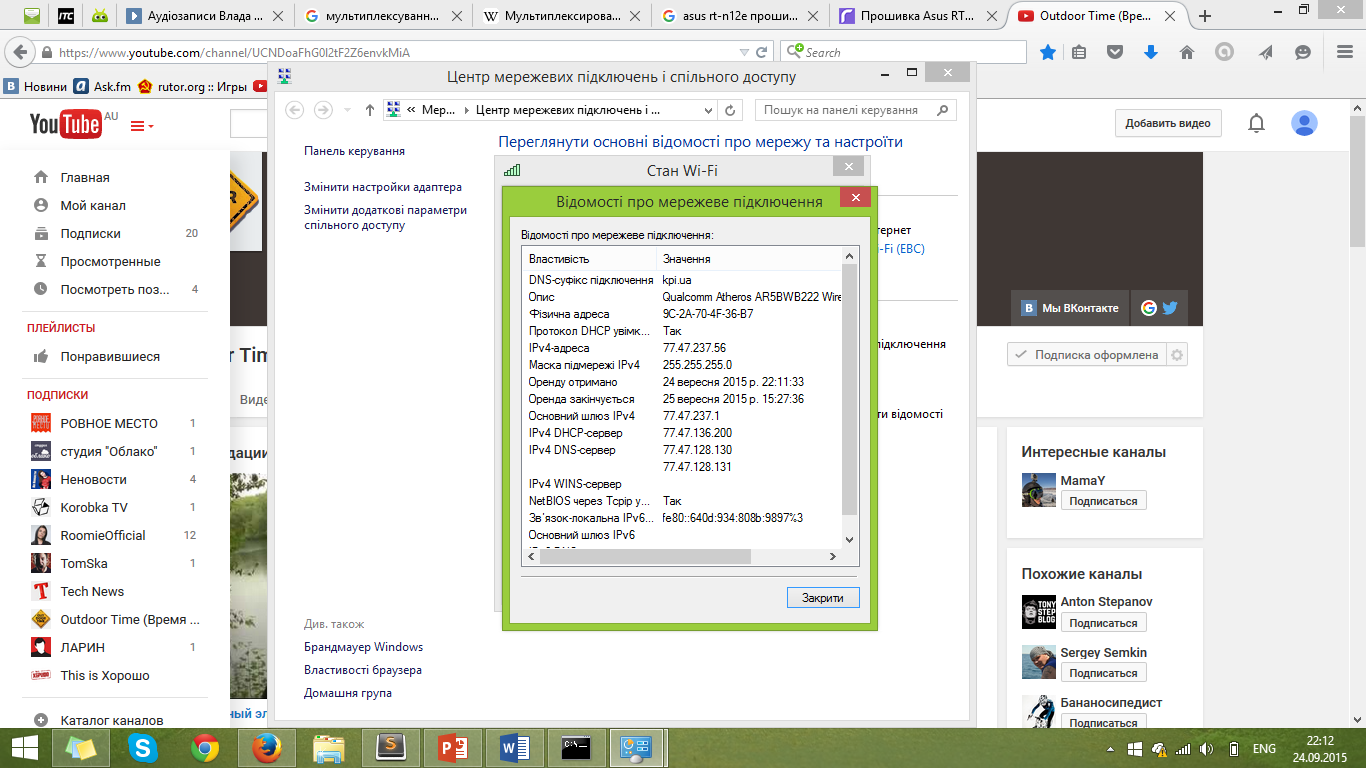 Аудіозаписи Влада ...
мультиплексуванн...
Мультиплексирова...
asus rt-n12e проши...
Прошивка Asus RT...
Outdoor Time (Вре...
https://www.youtube.com/channel/UCNDoaFhG0I2tF2Z6envkMiA
Search
Новини
Ask.fm
rutor.org :: Игры
YouTube AU
Добавить видео
Главная
Мой канал
Подписки 20
Просмотренные
Посмотреть поз... 4
ПЛЕЙЛИСТЫ
Понравившиеся
ПОДПИСКИ
РОВНОЕ МЕСТО 1
студия "Облако" 1
Неновости 4
Korobka TV 1
RoomieOfficial 12
TomSka 1
Tech News
Outdoor Time (Время ...
ЛАРИН 1
This is Хорошо
Каталог каналов
r Tim
Виде
дации
ный эл
Центр мережевих підключень і спільного доступу
« Мер... Центр мережевих підключень і ...
Пошук на панелі керування
Панель керування
Змінити настройки адаптера
Змінити додаткові параметри
спільного доступу
Див. також
Брандмауер Windows
Властивості браузера
Домашня група
Переглянути основні відомості про мережу та настроїти
тернет
-Fi (EBC)
підключення
ти відомості
Стан Wi-Fi
Відомості про мережеве підключення
Відомості про мережеве підключення:
Властивість Значення
DNS-суфікс підключення kpi.ua
Опис Qualcomm Atheros AR5BWB222 Wire
Фізична адреса 9C-2A-70-4F-36-B7
Протокол DHCP увімк... Так
IPv4-адреса 77.47.237.56
Маска підмережі IPv4 255.255.255.0
Оренду отримано 24 вересня 2015 р. 22:11:33
Оренда закінчується 25 вересня 2015 р. 15:27:36
Основний шлюз IPv4 77.47.237.1
IPv4 DHCP-сервер 77.47.136.200
IPv4 DNS-сервер 77.47.128.130
77.47.128.131
IPv4 WINS-сервер
NetBIOS через Tcpip у... Так
Зв'язок-локальна IPv6... fe80::640d:934:808b:9897%3
Основний шлюз IPv6
Закрити
Мы ВКонтакте
Подписка оформлена
Интересные каналы
MamaY
Подписаться
Похожие каналы
Anton Stepanov
Подписаться
Sergey Semkin
Подписаться
Бананосипедист
Подписаться
TONY
STEP
BLOG
ENG
22:12
24.09.2015